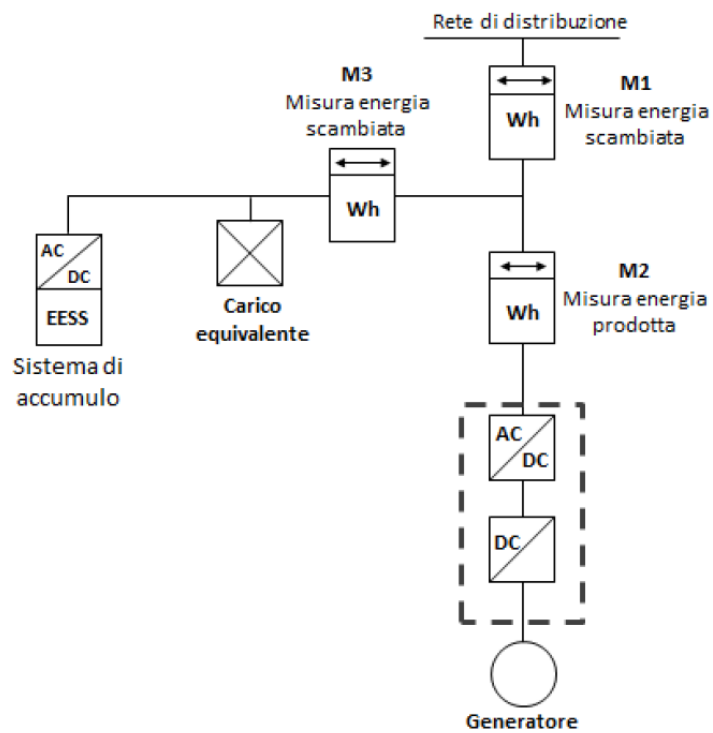 Rete di distribuzione
M3
Misura energia
scambiata
M1
Misura energia
scambiata
Wh
Wh
AC
DC
EESS
Sistema di
accumulo
Carico
equivalente
M2
Misura energia
prodotta
Wh
AC
DC
DC
Generatore